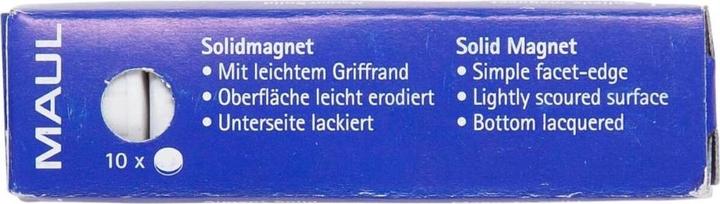 MAUL
10 x
Solidmagnet
• Mit leichtem Griffrand
• Oberfläche leicht erodiert
• Unterseite lackiert
Solid Magnet
• Simple facet-edge
• Lightly scoured surface
• Bottom lacquered